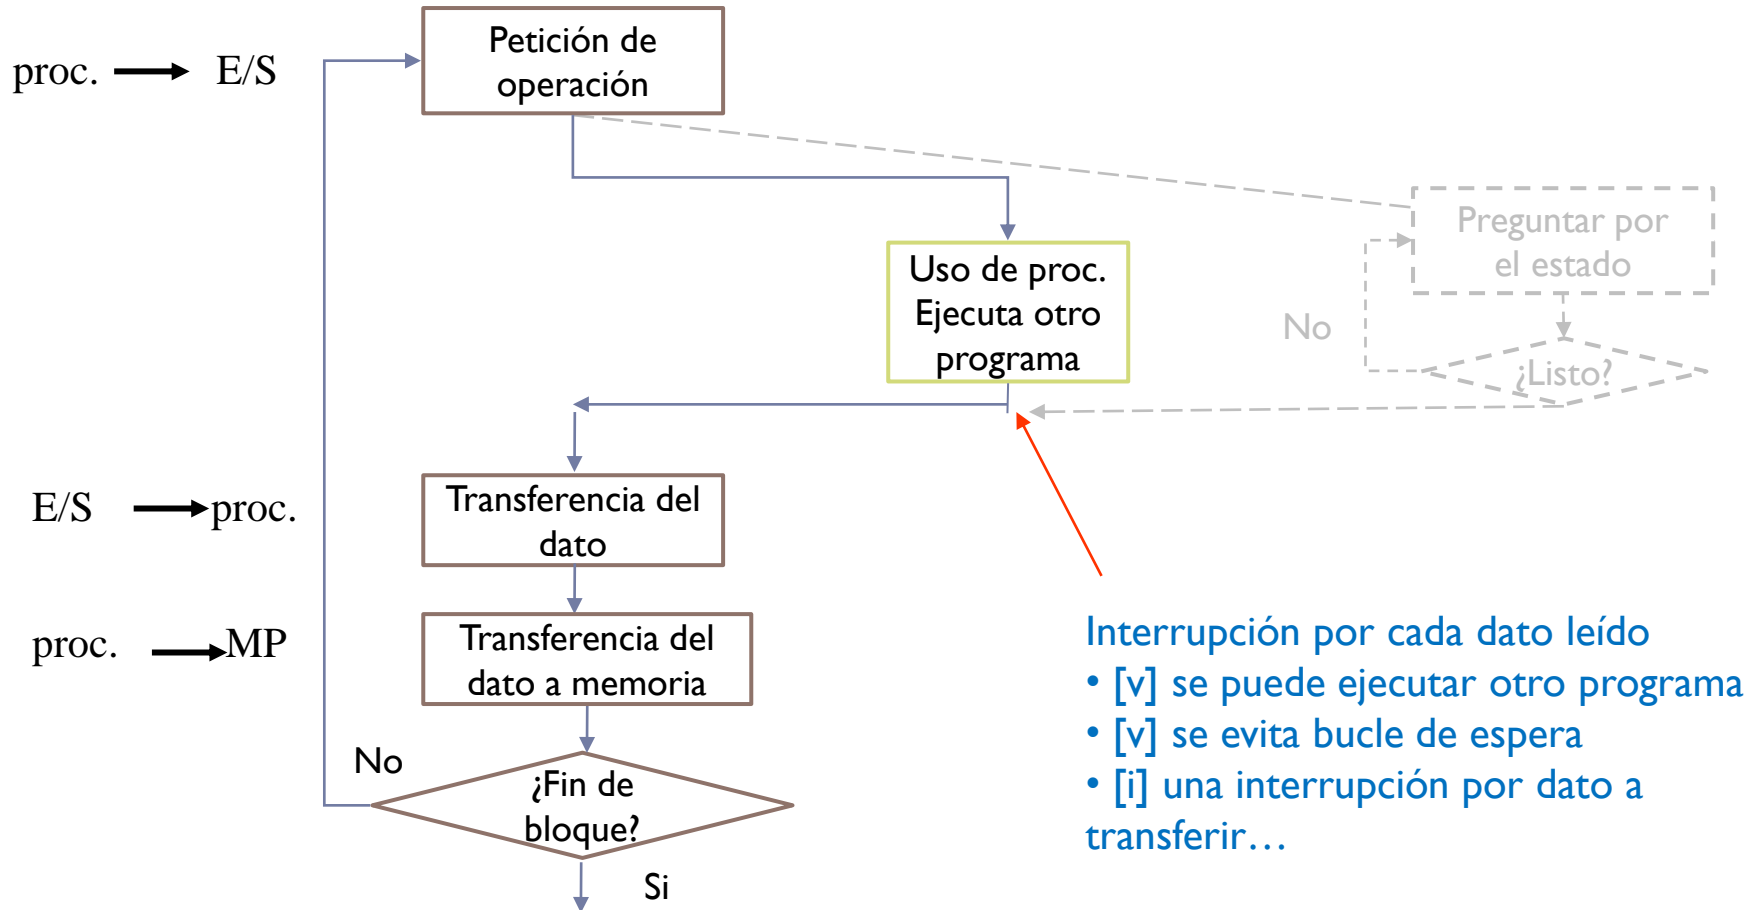 Petición de
operación
proc. E/S
Preguntar por
el estado
Uso de proc.
Ejecuta otro
programa
No
¿Listo?
E/S proc.
Transferencia del
dato
proc. MP
Transferencia del
dato a memoria
Interrupción por cada dato leído
• [v] se puede ejecutar otro programa
• [v] se evita bucle de espera
• [i] una interrupción por dato a
transferir…
No
¿Fin de
bloque?
Si